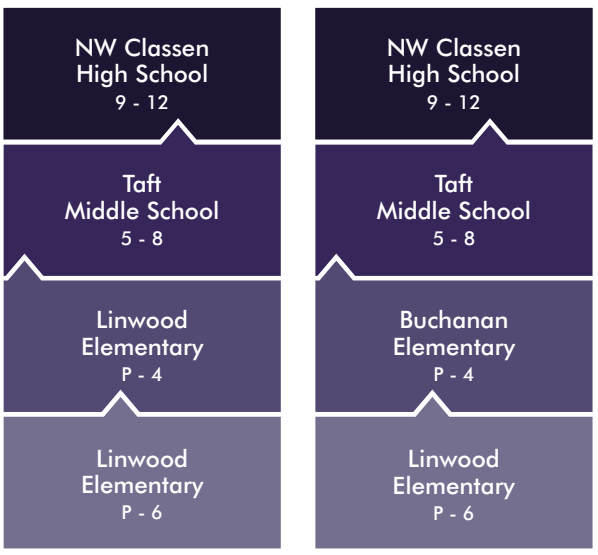 NW Classen
High School
9 - 12
Taft
Middle School
5 - 8
Linwood
Elementary
P - 4
Linwood
Elementary
P - 6
NW Classen
High School
9 - 12
Taft
Middle School
5 - 8
Buchanan
Elementary
P - 4
Linwood
Elementary
P - 6